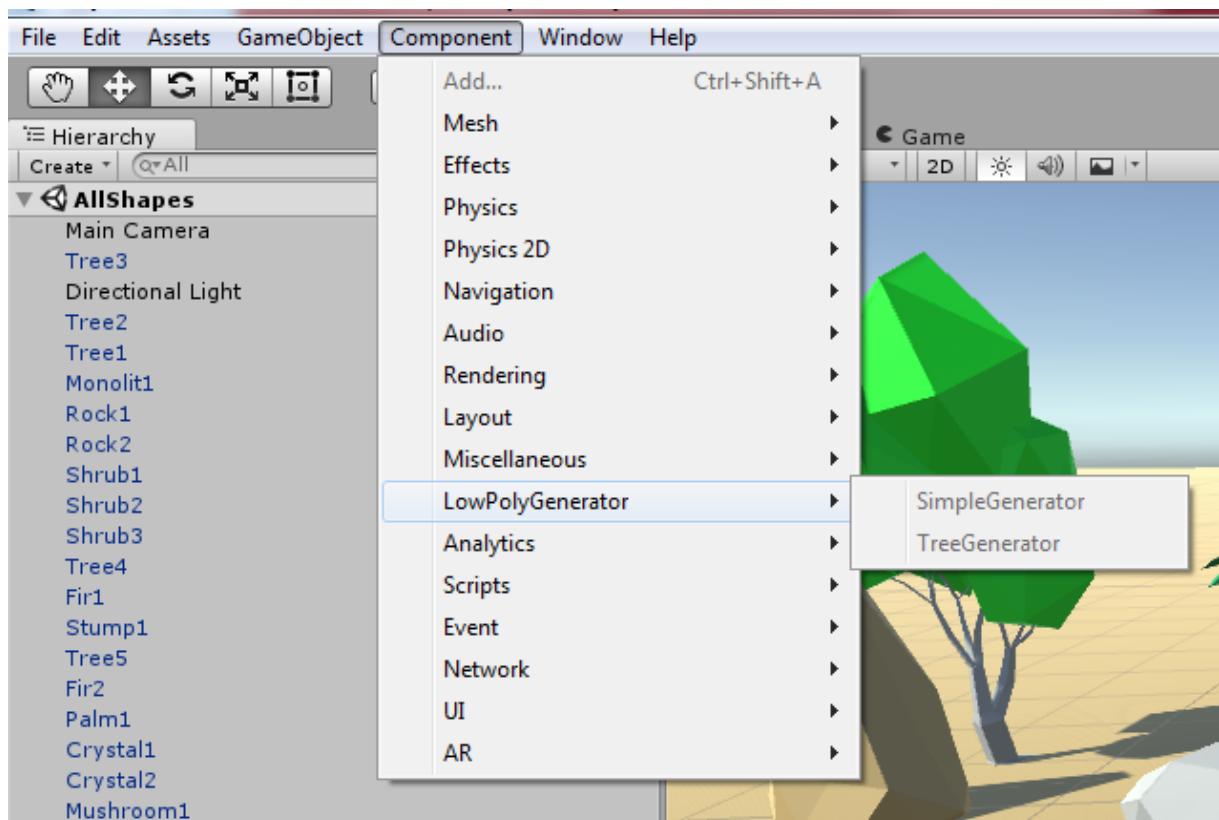 File Edit Assets GameObject Component Window Help
Add... Ctrl+Shift+A
Mesh
Effects
Physics
Physics 2D
Navigation
Audio
Rendering
Layout
Miscellaneous
LowPolyGenerator
Analytics
Scripts
Event
Network
UI
AR
SimpleGenerator
TreeGenerator
Hierarchy
Create All
AllShapes
Main Camera
Tree3
Directional Light
Tree2
Tree1
Monolit1
Rock1
Rock2
Shrub1
Shrub2
Shrub3
Tree4
Fir1
Stump1
Tree5
Fir2
Palm1
Crystal1
Crystal2
Mushroom1
Game
2D